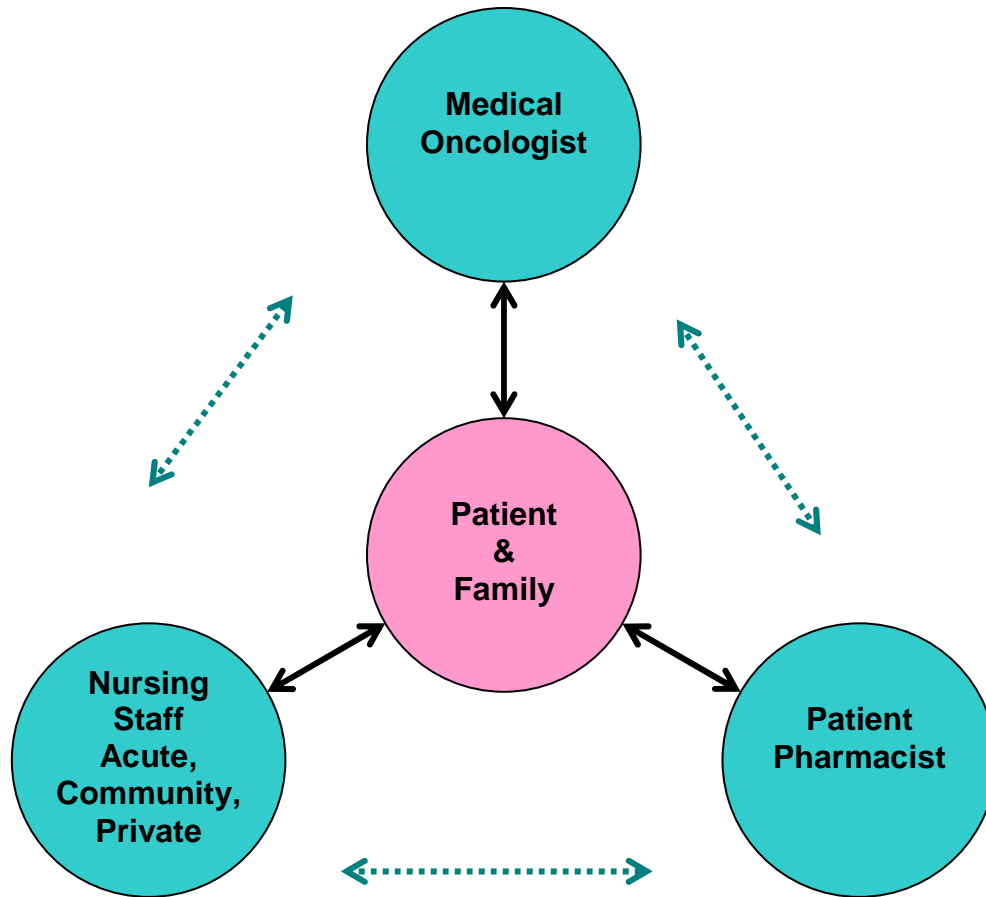 Medical
Oncologist
Patient
&
Family
Nursing
Staff
Acute,
Community,
Private
Patient
Pharmacist